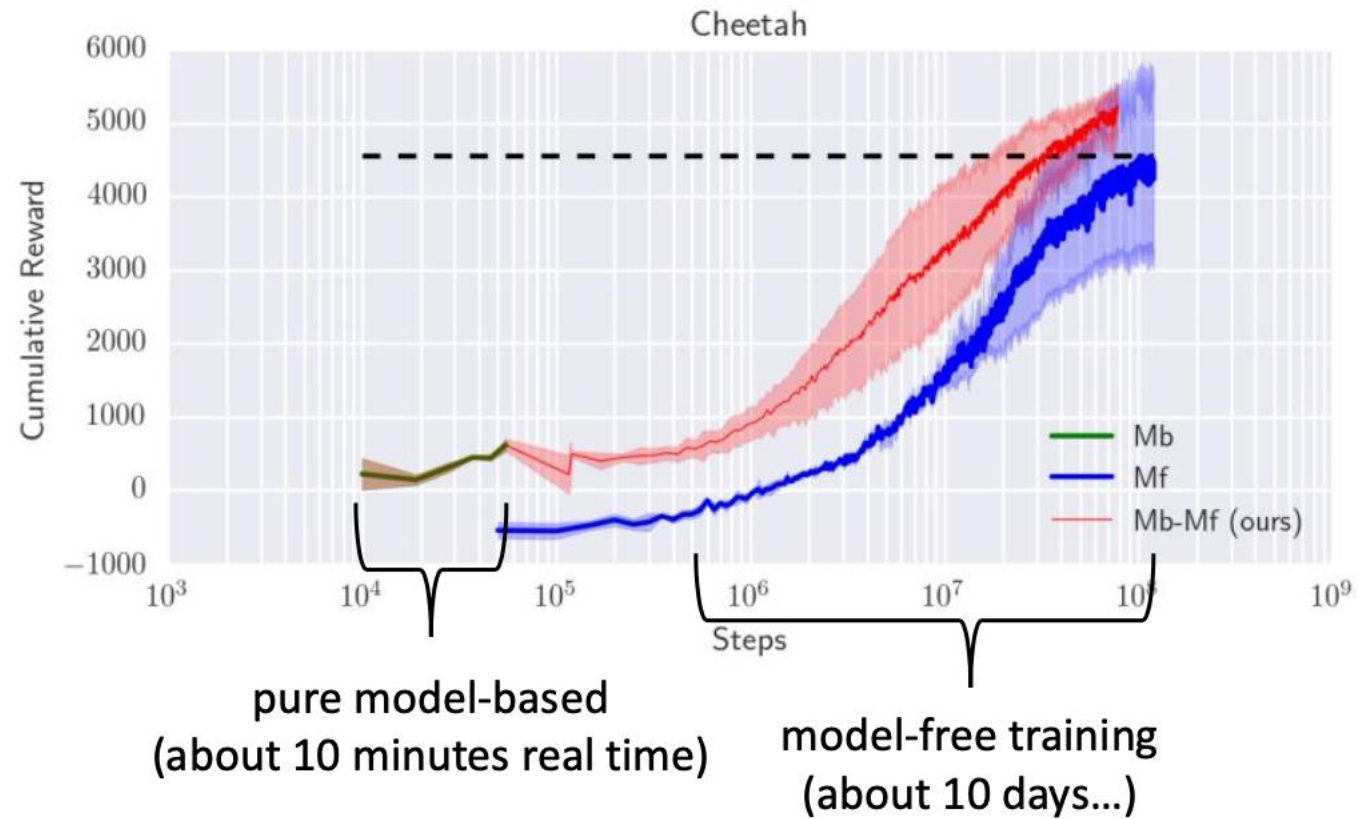 Cheetah
6000
5000
4000
3000
2000
1000
0
−1000
Cumulative Reward
Mb
Mf
Mb-Mf (ours)
10³ 10⁴ 10⁵ 10⁶ 10⁷ 10⁸ 10⁹
Steps
pure model-based
(about 10 minutes real time)
model-free training
(about 10 days...)